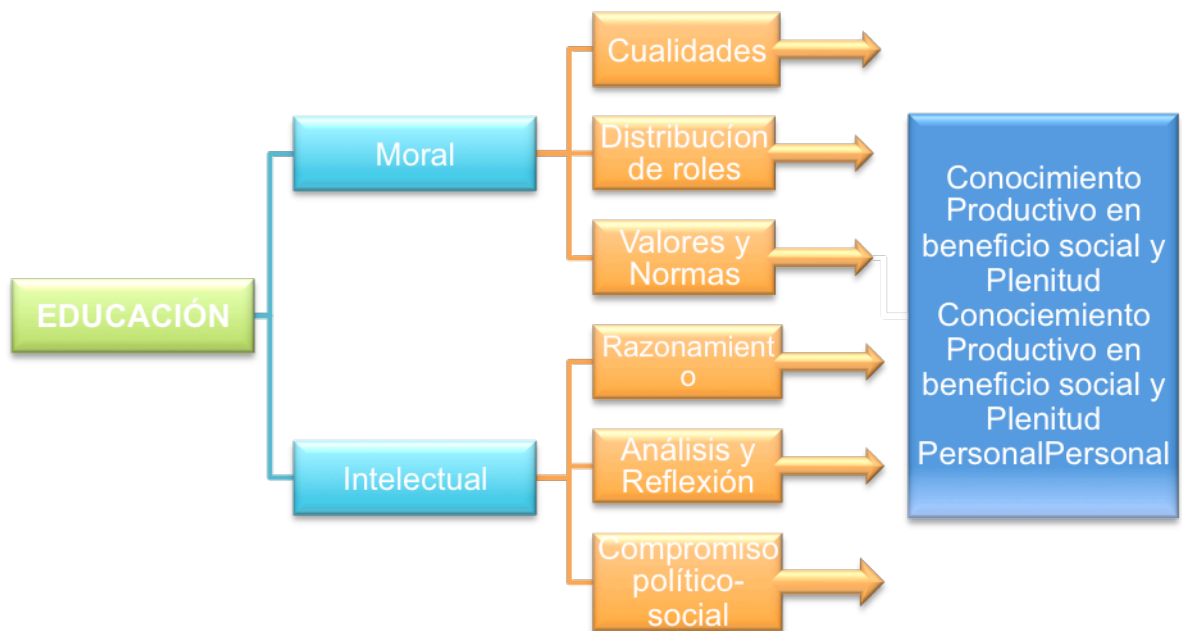 EDUCACIÓN
Moral
Cualidades
Distribucíon
de roles
Valores y
Normas
Intelectual
Razonamient
o
Análisis y
Reflexión
Compromiso
político-
social
Conocimiento
Productivo en
beneficio social y
Plenitud
Conociemiento
Productivo en
beneficio social y
Plenitud
PersonalPersonal